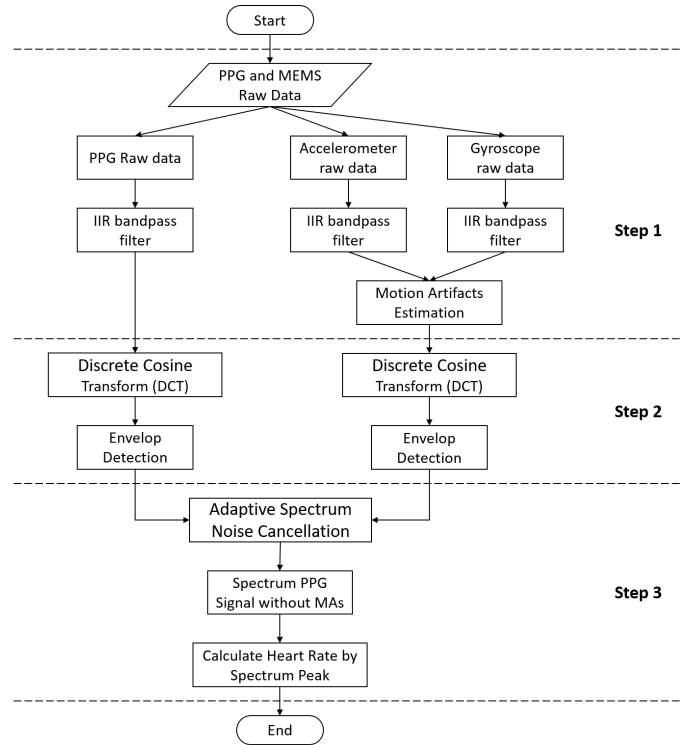 Start
PPG and MEMS
Raw Data
PPG Raw data
Accelerometer
raw data
Gyroscope
raw data
IIR bandpass
filter
IIR bandpass
filter
IIR bandpass
filter
Step 1
Motion Artifacts
Estimation
Discrete Cosine
Transform (DCT)
Discrete Cosine
Transform (DCT)
Step 2
Envelop
Detection
Envelop
Detection
Adaptive Spectrum
Noise Cancellation
Spectrum PPG
Signal without MAs
Step 3
Calculate Heart Rate by
Spectrum Peak
End